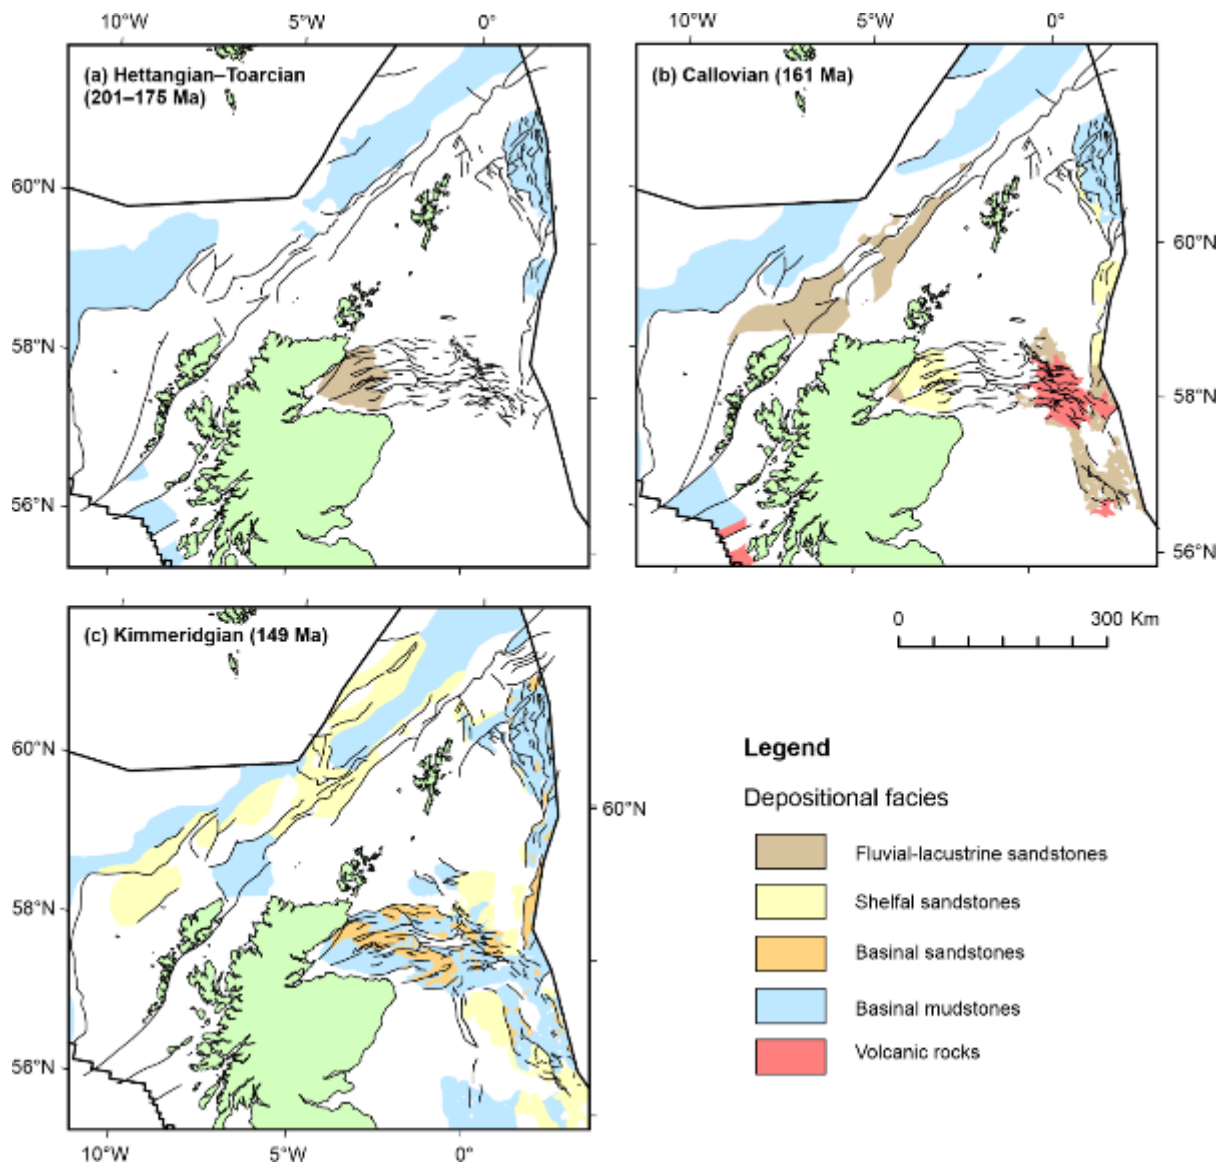 10°W 5°W 0° 5°W 0°
(a) Hettangian–Toarcian
(201–175 Ma)
(b) Callovian (161 Ma)
60°N
60°N
58°N
58°N
56°N
56°N
(c) Kimmeridgian (149 Ma)
0 300 Km
60°N
60°N
58°N
56°N
10°W 5°W 0°
Legend
Depositional facies
Fluvial-lacustrine sandstones
Shelfal sandstones
Basinal sandstones
Basinal mudstones
Volcanic rocks